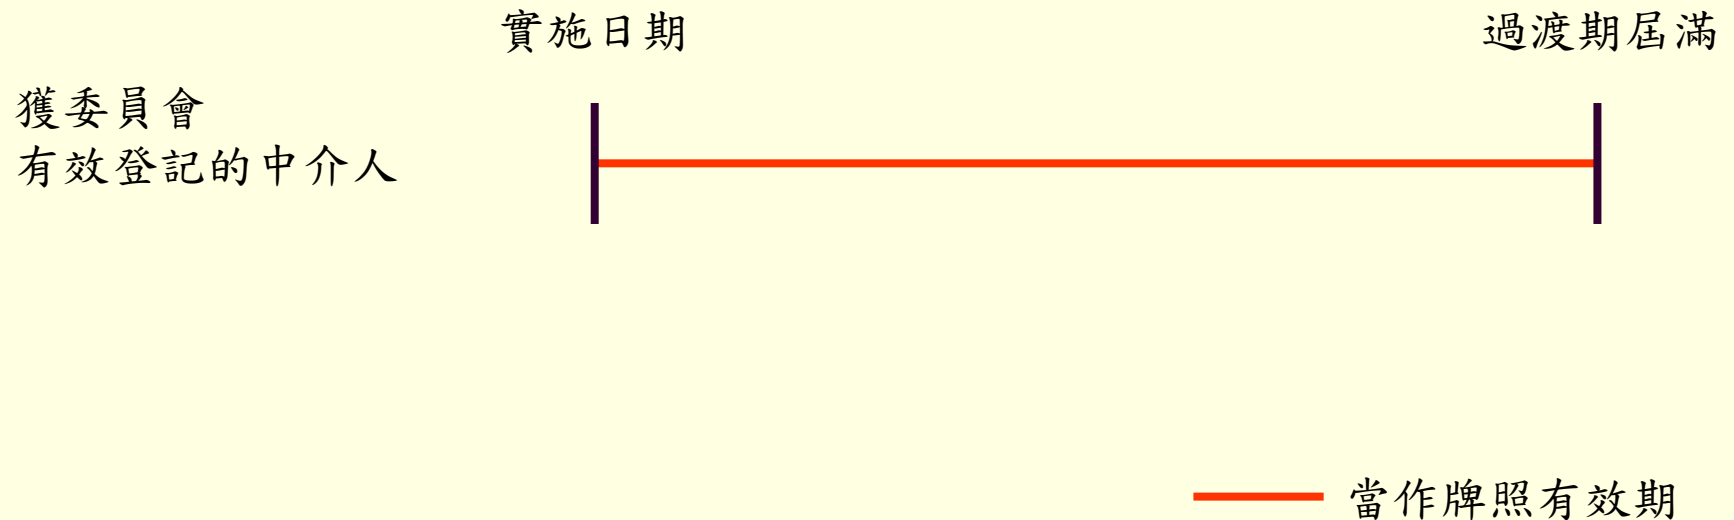 實施日期
過渡期屆滿
獲委員會
有效登記的中介人
當作牌照有效期